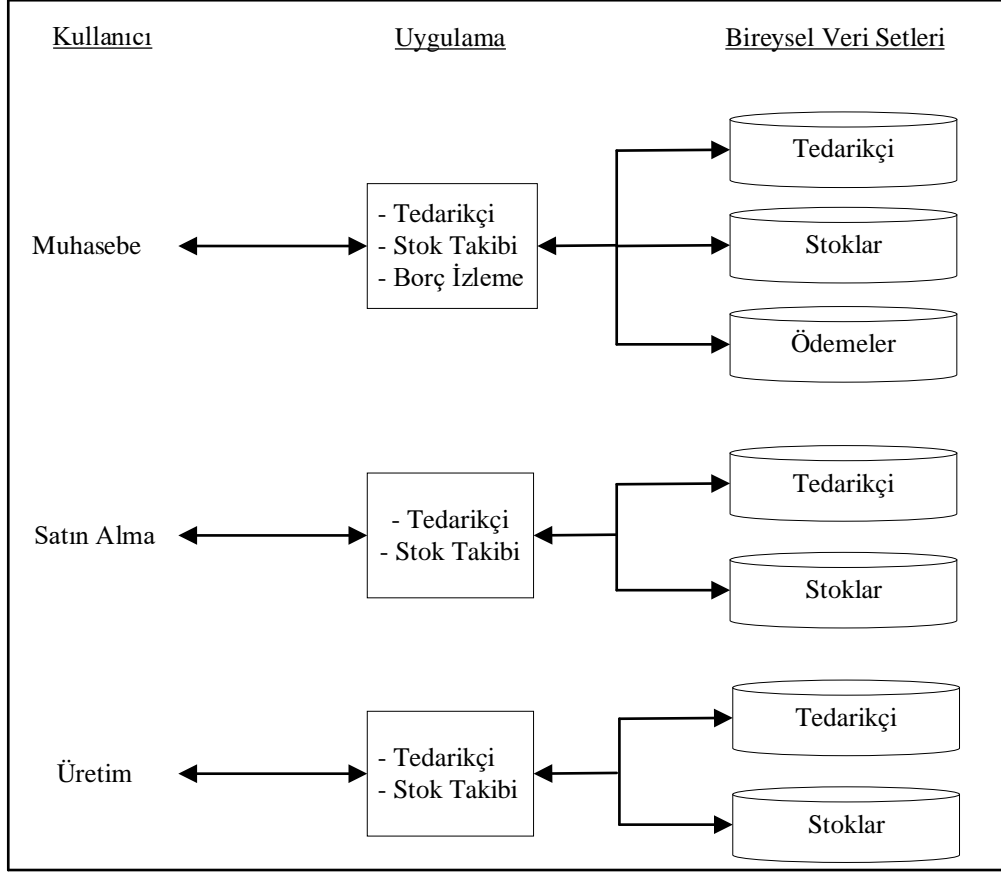 Kullanıcı
Uygulama
Bireysel Veri Setleri
Muhasebe
- Tedarikçi
- Stok Takibi
- Borç İzleme
Tedarikçi
Stoklar
Ödemeler
Satın Alma
- Tedarikçi
- Stok Takibi
Tedarikçi
Stoklar
Üretim
- Tedarikçi
- Stok Takibi
Tedarikçi
Stoklar